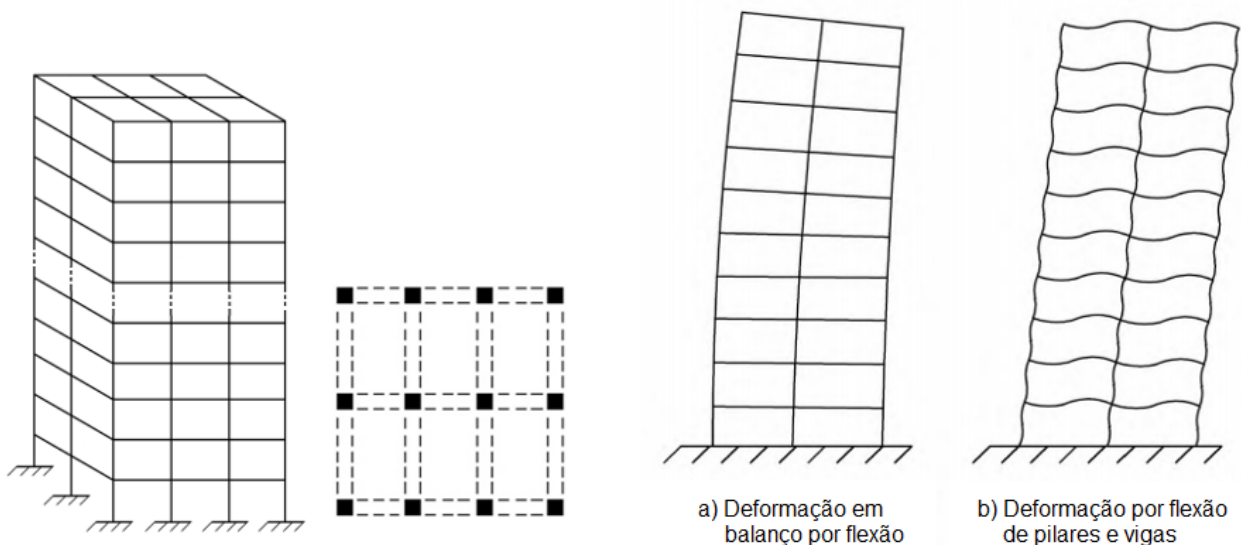 a) Deformação em
balanço por flexão
b) Deformação por flexão
de pilares e vigas